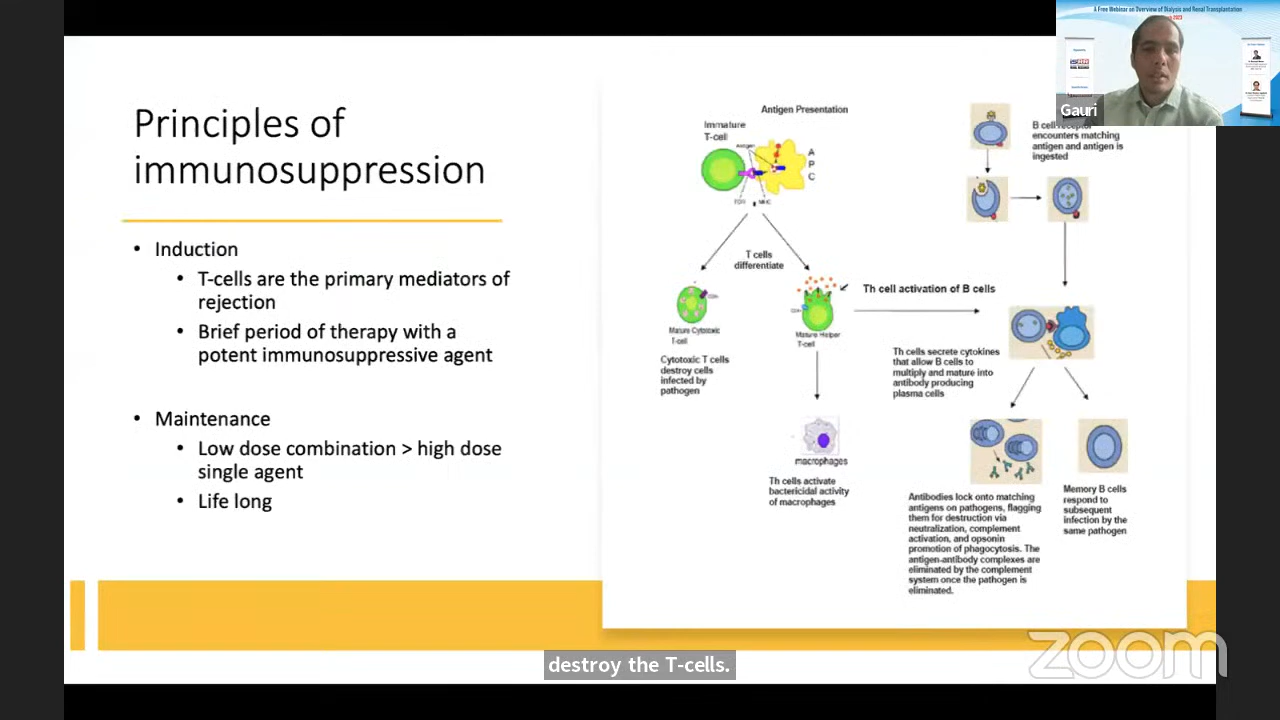 A Free Webinar on Overview of Dialysis and Renal Transplantation
Gauri
Principles of
immunosuppression
• Induction
• T-cells are the primary mediators of
rejection
• Brief period of therapy with a
potent immunosuppressive agent
• Maintenance
• Low dose combination > high dose
single agent
• Life long
Antigen Presentation
Immature
T-cell
Antigen
A
P
C
MHC
T cells
differentiate
Mature Cytotoxic
T-cell
Cytotoxic T cells
destroy cells
infected by
pathogen
Mature Helper
T-cell
Th cell activation of B cells
macrophages
Th cells activate
bactericidal activity
of macrophages
B cell receptor
encounters matching
antigen and antigen is
ingested
Th cells secrete cytokines
that allow B cells to
multiply and mature into
antibody producing
plasma cells
Antibodies lock onto matching
antigens on pathogens, flagging
them for destruction via
neutralization, complement
activation, and opsonin
promotion of phagocytosis. The
antigen-antibody complexes are
eliminated by the complement
system once the pathogen is
eliminated.
Memory B cells
respond to
subsequent
infection by the
same pathogen
zoom
destroy the T-cells.